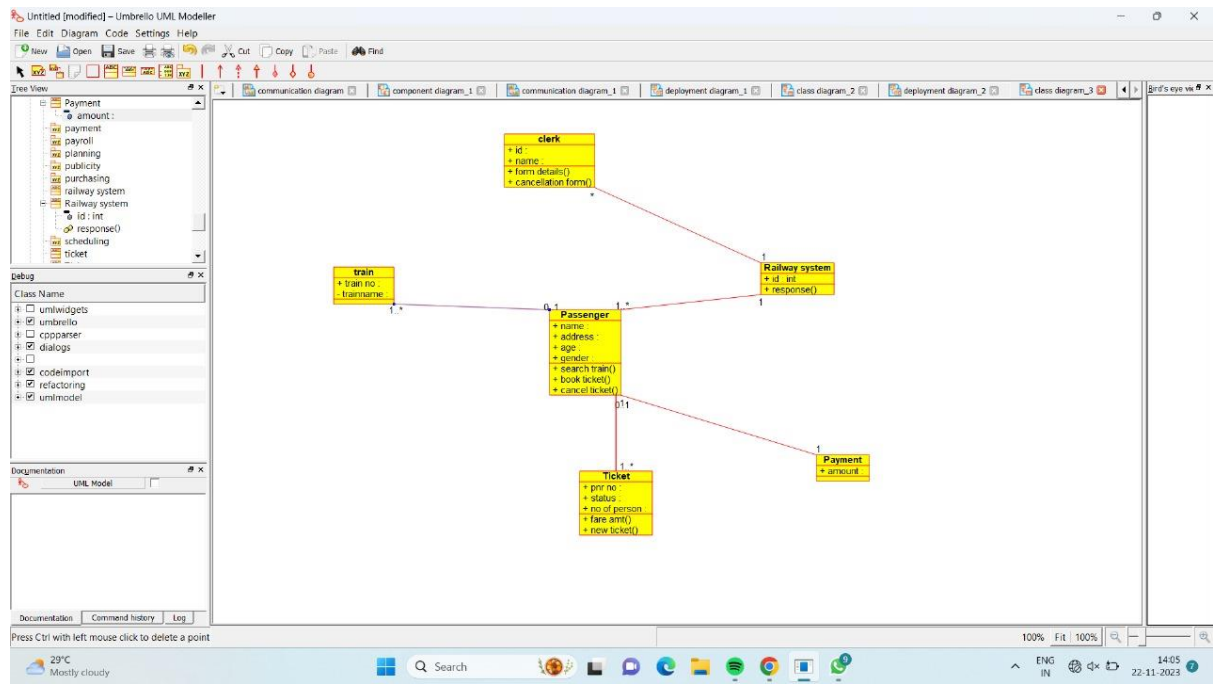 Untitled [modified] – Umbrello UML Modeller
File Edit Diagram Code Settings Help
New Open Save Cut Copy Paste Find
Tree View
communication diagram component diagram_1 communication diagram_1 deployment diagram_1 class diagram_2 deployment diagram_2 class diagram_3
Bird's eye vie
Payment
amount :
payment
payroll
planning
publicity
purchasing
railway system
Railway system
id : int
response()
scheduling
ticket
Debug
Class Name
umlwidgets
umbrello
cppparser
dialogs
codeimport
refactoring
umlmodel
Documentation
UML Model
Documentation Command history Log
clerk
+ id :
+ name :
+ form details()
+ cancellation form()
*
1
Railway system
+ id : int
+ response()
1
train
+ train no :
- trainname :
1..*
0..1
1..*
Passenger
+ name :
+ address :
+ age :
+ gender :
+ search train()
+ book ticket()
+ cancel ticket()
1
1
Payment
+ amount :
1..*
Ticket
+ pnr no :
+ status :
+ no of person :
+ fare amt()
+ new ticket()
Press Ctrl with left mouse click to delete a point
100% Fit 100%
29°C
Mostly cloudy
Search
9
ENG
IN
14:05
22-11-2023
2